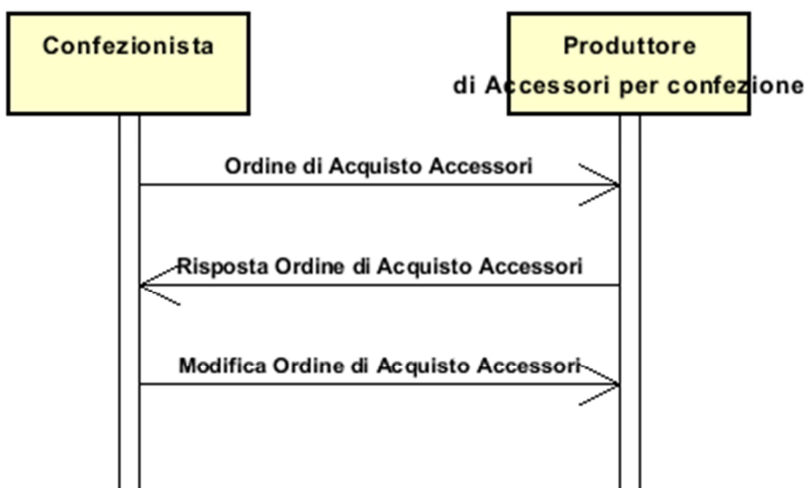 Confezionista
Produttore
di Accessori per confezione
Ordine di Acquisto Accessori
Risposta Ordine di Acquisto Accessori
Modifica Ordine di Acquisto Accessori